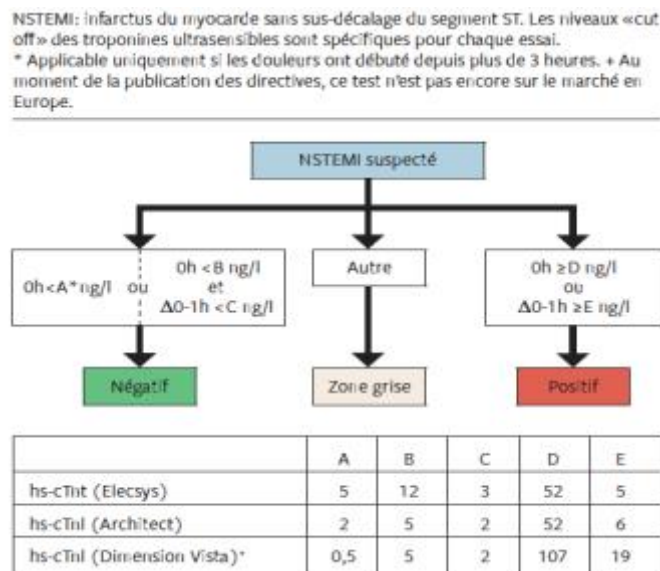 NSTEMI: infarctus du myocarde sans sus-décalage du segment ST. Les niveaux «cut
off» des troponines ultrasensibles sont spécifiques pour chaque essai.
* Applicable uniquement si les douleurs ont débuté depuis plus de 3 heures. + Au
moment de la publication des directives, ce test n'est pas encore sur le marché en
Europe.
NSTEMI suspecté
0h <A* ng/l ou
0h <B ng/l
et
Δ0-1h <C ng/l
Autre
0h ≥D ng/l
ou
Δ0-1h ≥E ng/l
Négatif
Zone grise
Positif
A B C D E
hs-cTnt (Elecsys) 5 12 3 52 5
hs-cTnI (Architect) 2 5 2 52 6
hs-cTnI (Dimension Vista)+ 0,5 5 2 107 19